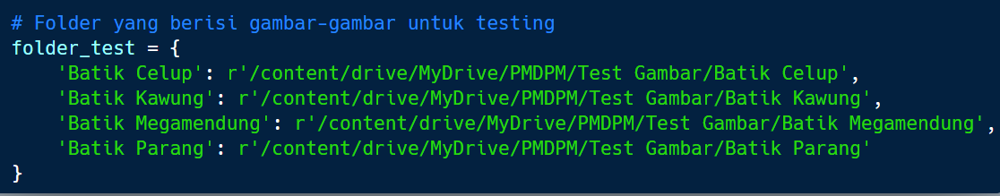 # Folder yang berisi gambar-gambar untuk testing
folder_test = {
    'Batik Celup': r'/content/drive/MyDrive/PMDPM/Test Gambar/Batik Celup',
    'Batik Kawung': r'/content/drive/MyDrive/PMDPM/Test Gambar/Batik Kawung',
    'Batik Megamendung': r'/content/drive/MyDrive/PMDPM/Test Gambar/Batik Megamendung',
    'Batik Parang': r'/content/drive/MyDrive/PMDPM/Test Gambar/Batik Parang'
}